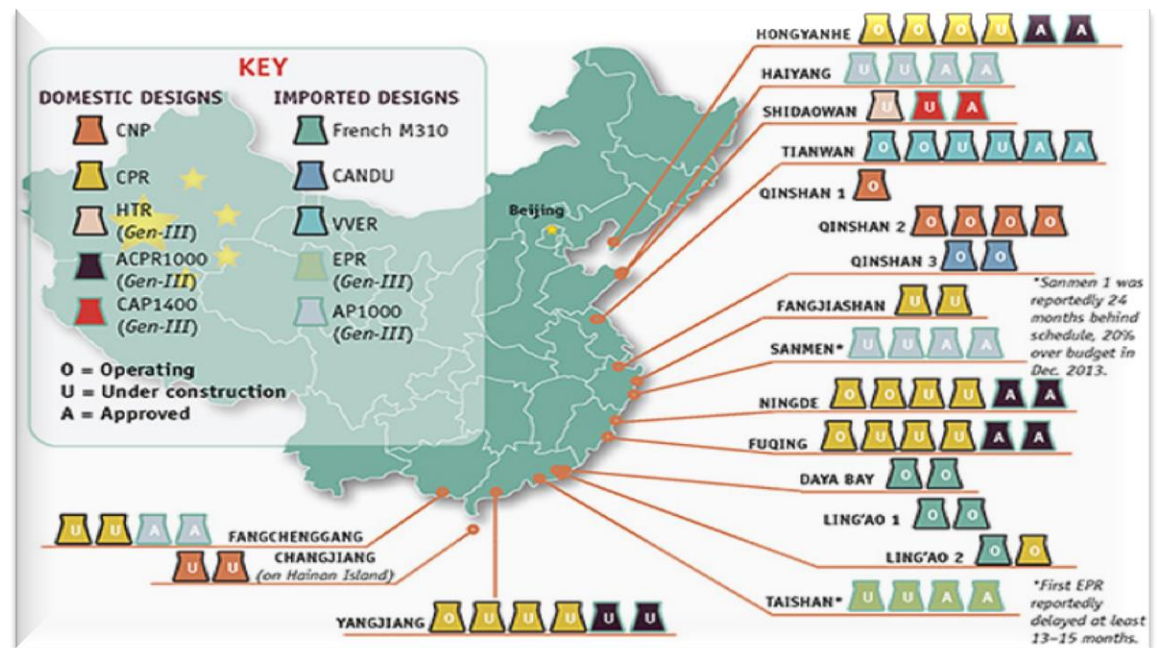 KEY
DOMESTIC DESIGNS
CNP
CPR
HTR
(Gen-III)
ACPR1000
(Gen-III)
CAP1400
(Gen-III)
IMPORTED DESIGNS
French M310
CANDU
VVER
EPR
(Gen-III)
AP1000
(Gen-III)
O = Operating
U = Under construction
A = Approved
Beijing
HONGYANHE O O O U A A
HAIYANG U U A A
SHIDAOWAN U U A
TIANWAN O O U U A A
QINSHAN 1 O
QINSHAN 2 O O O O
QINSHAN 3 O O
FANGJIASHAN U U
SANMEN* U U A A
*Sanmen 1 was
reportedly 24
months behind
schedule, 20%
over budget in
Dec. 2013.
NINGDE O O U U A A
FUQING O U U U A A
DAYA BAY O O
LING'AO 1 O O
LING'AO 2 O O
TAISHAN* U U A A
*First EPR
reportedly
delayed at least
13–15 months.
U U A A FANGCHENGGANG
U U CHANGJIANG
(on Hainan Island)
YANGJIANG O U U U U U